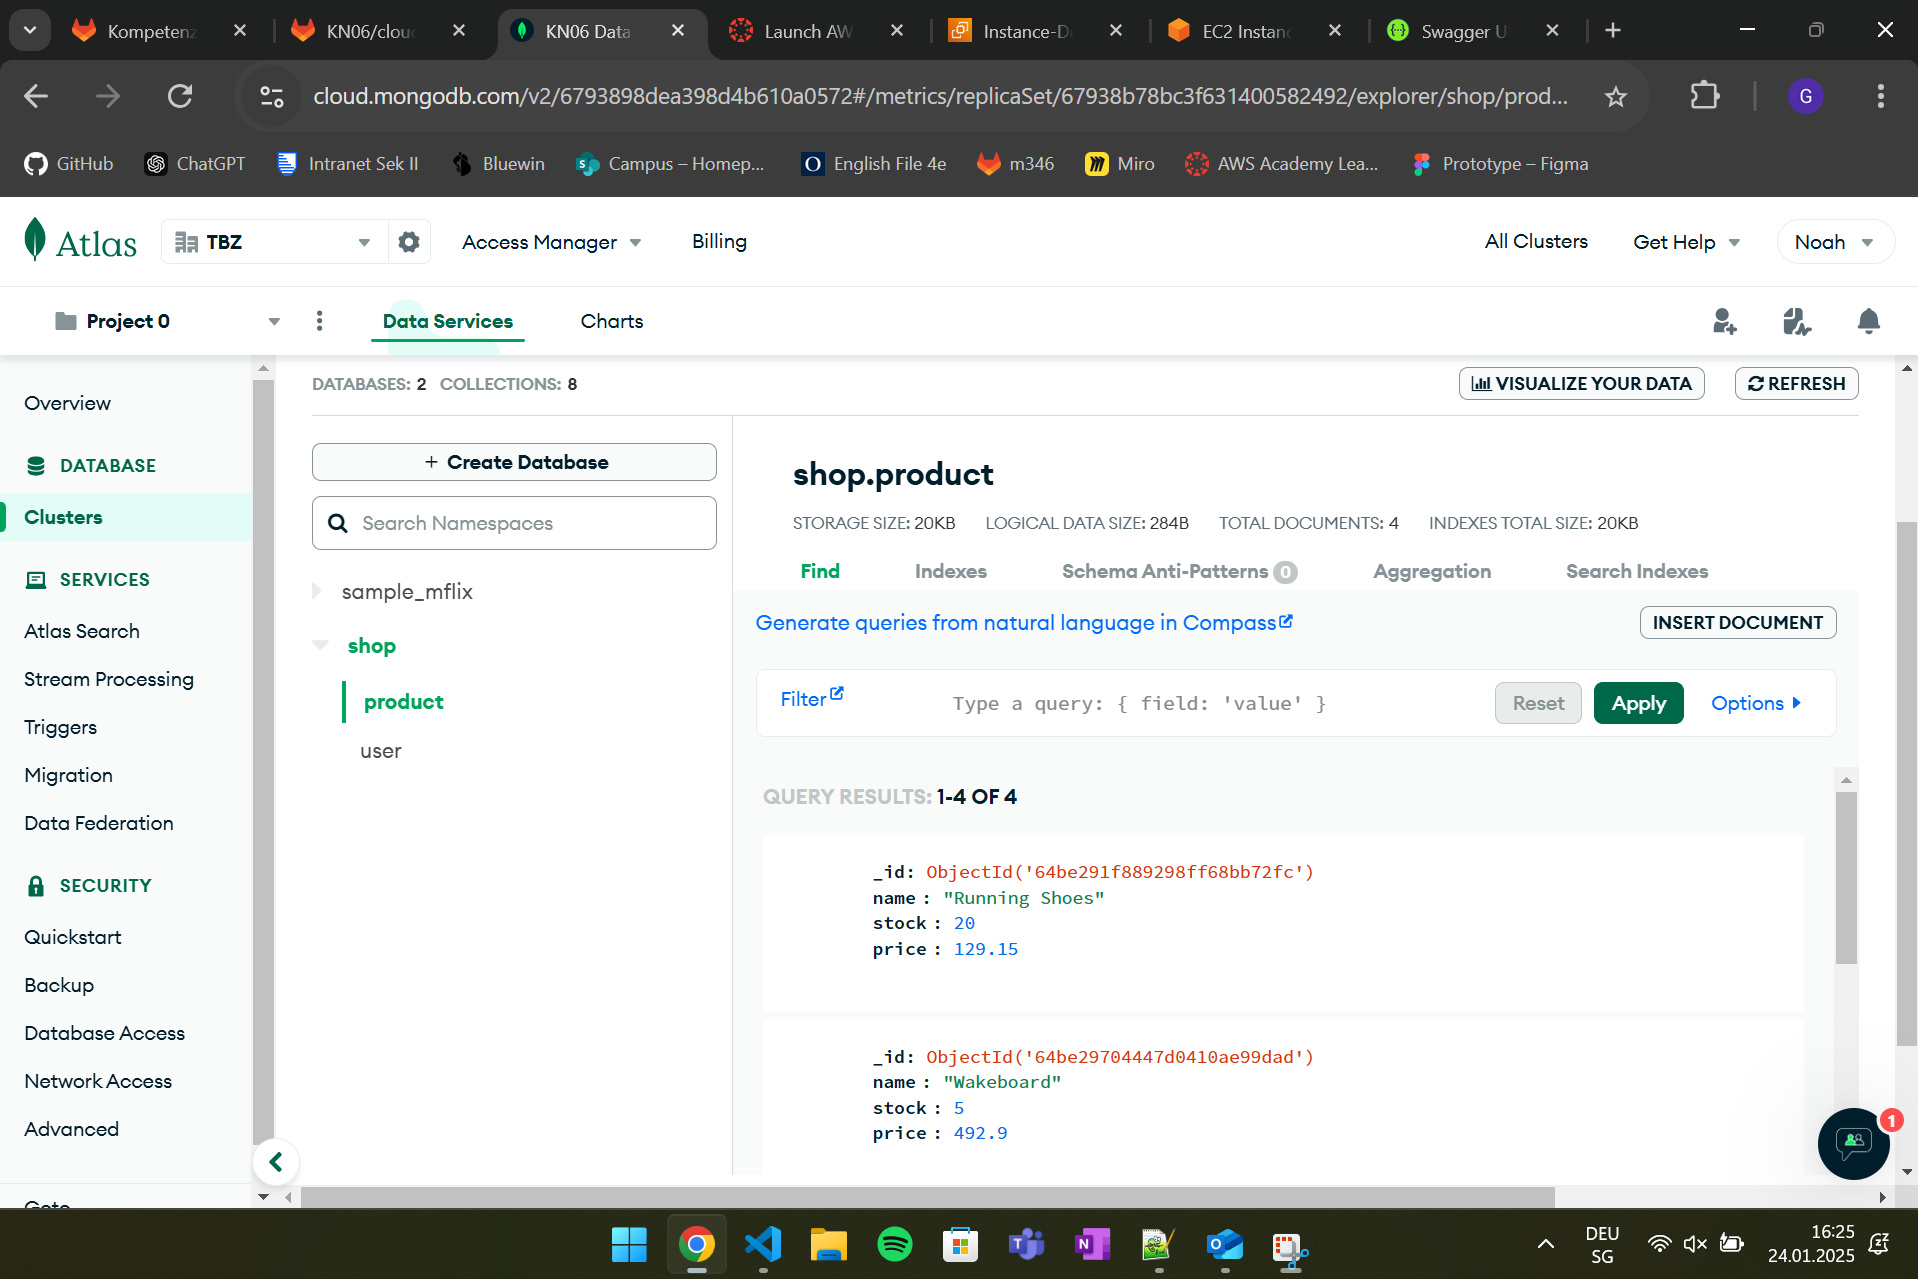 Kompetenz
KN06/clou
KN06 Data
Launch AW
Instance-D
EC2 Instan
Swagger U
cloud.mongodb.com/v2/6793898dea398d4b610a0572#/metrics/replicaSet/67938b78bc3f631400582492/explorer/shop/prod...
G
GitHub
ChatGPT
Intranet Sek II
Bluewin
Campus – Homep...
English File 4e
m346
Miro
AWS Academy Lea...
Prototype – Figma
Atlas
TBZ
Access Manager
Billing
All Clusters
Get Help
Noah
Project 0
Data Services
Charts
Overview
DATABASE
Clusters
SERVICES
Atlas Search
Stream Processing
Triggers
Migration
Data Federation
SECURITY
Quickstart
Backup
Database Access
Network Access
Advanced
Goto
DATABASES: 2 COLLECTIONS: 8
VISUALIZE YOUR DATA
REFRESH
+ Create Database
Search Namespaces
sample_mflix
shop
product
user
shop.product
STORAGE SIZE: 20KB LOGICAL DATA SIZE: 284B TOTAL DOCUMENTS: 4 INDEXES TOTAL SIZE: 20KB
Find
Indexes
Schema Anti-Patterns 0
Aggregation
Search Indexes
Generate queries from natural language in Compass
INSERT DOCUMENT
Filter
Type a query: { field: 'value' }
Reset
Apply
Options
QUERY RESULTS: 1-4 OF 4
_id: ObjectId('64be291f889298ff68bb72fc')
name : "Running Shoes"
stock : 20
price : 129.15
_id: ObjectId('64be29704447d0410ae99dad')
name : "Wakeboard"
stock : 5
price : 492.9
1
DEU
SG
16:25
24.01.2025